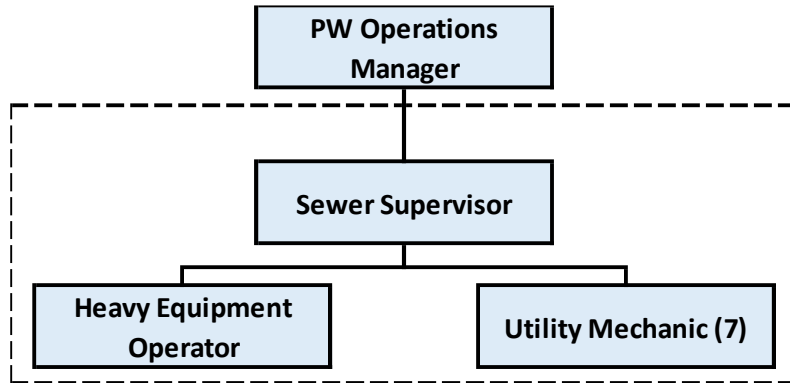 PW Operations
Manager
Sewer Supervisor
Heavy Equipment
Operator
Utility Mechanic (7)